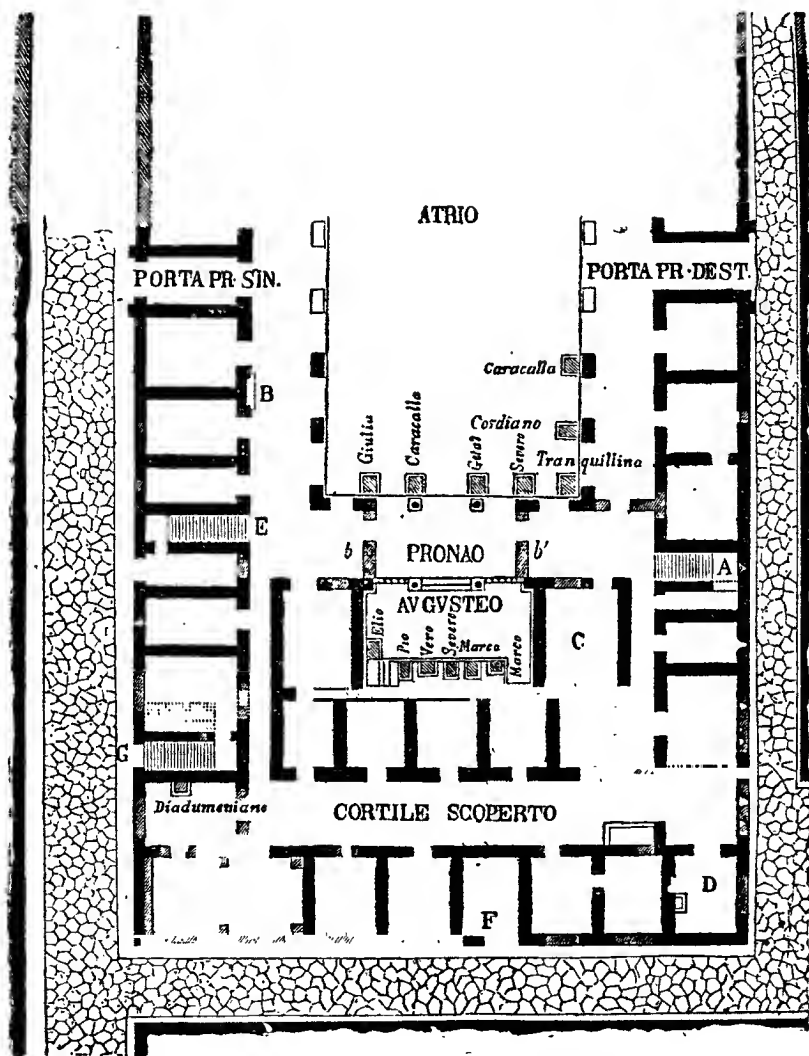 ATRIO
PORTA PR·SIN.
PORTA PR·DEST.
Caracalla
B
Giulia
Caracalla
Geta
Severo
Cordiano
Tranquillina
E
b
PRONAO
b'
A
AVGVSTEO
Elio
Pio
Vero
Severo
Marco
Marco
C
G
Diadumeniano
CORTILE SCOPERTO
D
F